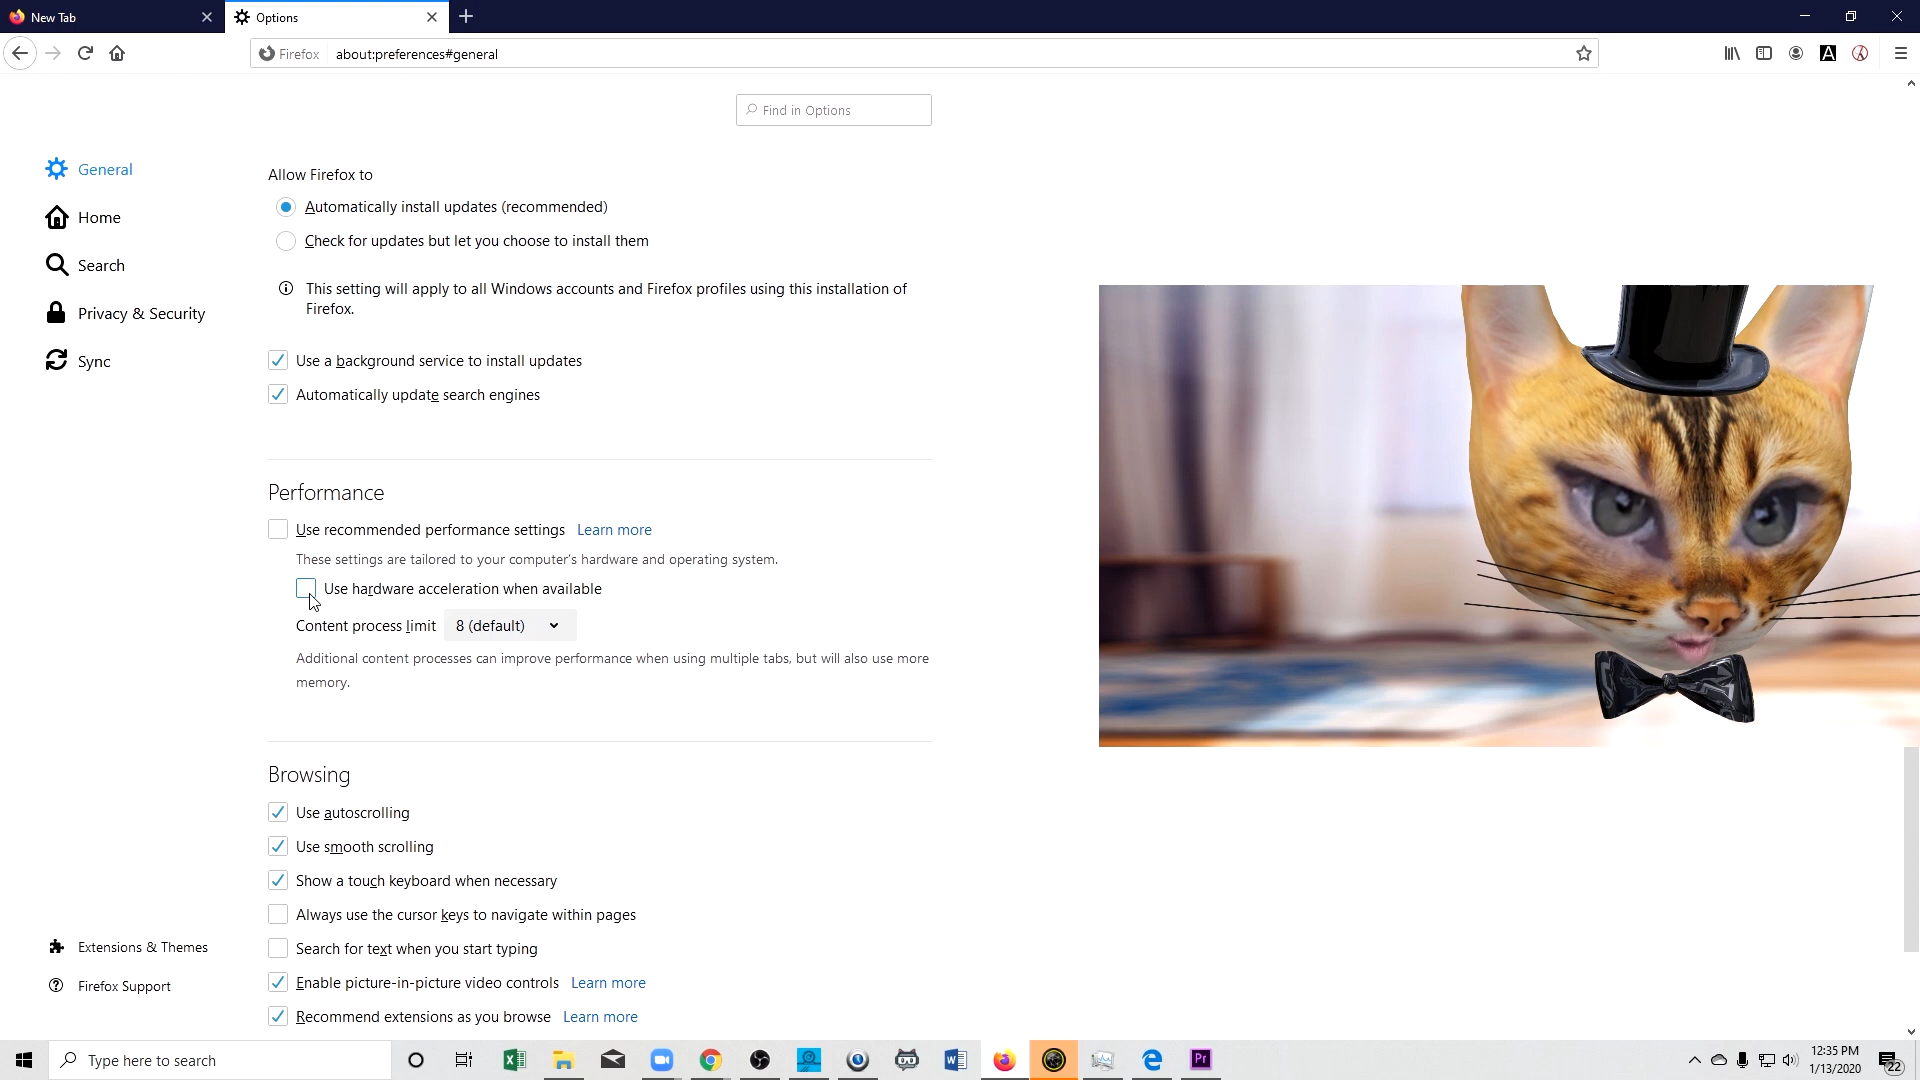 New Tab
Options
Firefox
about:preferences#general
Find in Options
General
Home
Search
Privacy & Security
Sync
Extensions & Themes
Firefox Support
Allow Firefox to
Automatically install updates (recommended)
Check for updates but let you choose to install them
This setting will apply to all Windows accounts and Firefox profiles using this installation of
Firefox.
Use a background service to install updates
Automatically update search engines
Performance
Use recommended performance settings Learn more
These settings are tailored to your computer's hardware and operating system.
Use hardware acceleration when available
Content process limit 8 (default)
Additional content processes can improve performance when using multiple tabs, but will also use more
memory.
Browsing
Use autoscrolling
Use smooth scrolling
Show a touch keyboard when necessary
Always use the cursor keys to navigate within pages
Search for text when you start typing
Enable picture-in-picture video controls Learn more
Recommend extensions as you browse Learn more
Type here to search
Pr
12:35 PM
1/13/2020
22